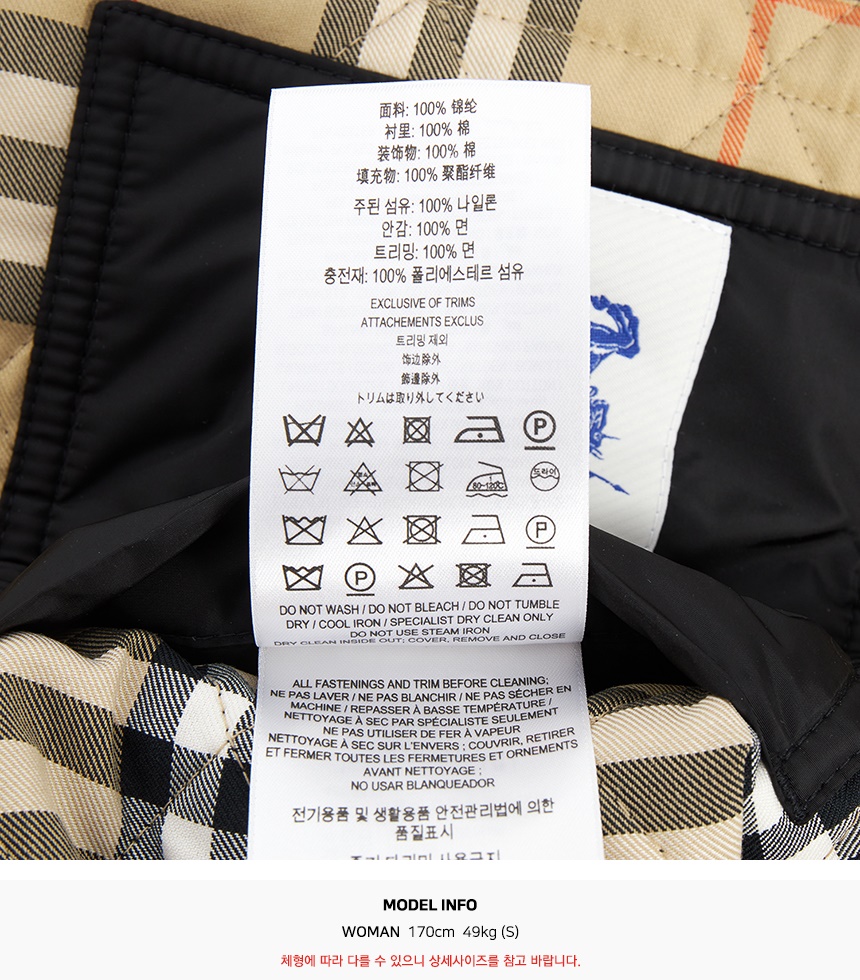 面料: 100% 锦纶
衬里: 100% 棉
装饰物: 100% 棉
填充物: 100% 聚酯纤维
주된 섬유: 100% 나일론
안감: 100% 면
트리밍: 100% 면
충전재: 100% 폴리에스테르 섬유
EXCLUSIVE OF TRIMS
ATTACHEMENTS EXCLUS
트리밍 제외
饰边除外
飾邊除外
トリムは取り外してください
P
80~120℃ 드라이
P
P
DO NOT WASH / DO NOT BLEACH / DO NOT TUMBLE
DRY / COOL IRON / SPECIALIST DRY CLEAN ONLY
DO NOT USE STEAM IRON
DRY CLEAN INSIDE OUT; COVER, REMOVE AND CLOSE
ALL FASTENINGS AND TRIM BEFORE CLEANING;
NE PAS LAVER / NE PAS BLANCHIR / NE PAS SÉCHER EN
MACHINE / REPASSER À BASSE TEMPÉRATURE /
NETTOYAGE À SEC PAR SPÉCIALISTE SEULEMENT
NE PAS UTILISER DE FER À VAPEUR
NETTOYAGE À SEC SUR L'ENVERS ; COUVRIR, RETIRER
ET FERMER TOUTES LES FERMETURES ET ORNEMENTS
AVANT NETTOYAGE ;
NO USAR BLANQUEADOR
전기용품 및 생활용품 안전관리법에 의한
품질표시
MODEL INFO
WOMAN 170cm 49kg (S)
체형에 따라 다를 수 있으니 상세사이즈를 참고 바랍니다.